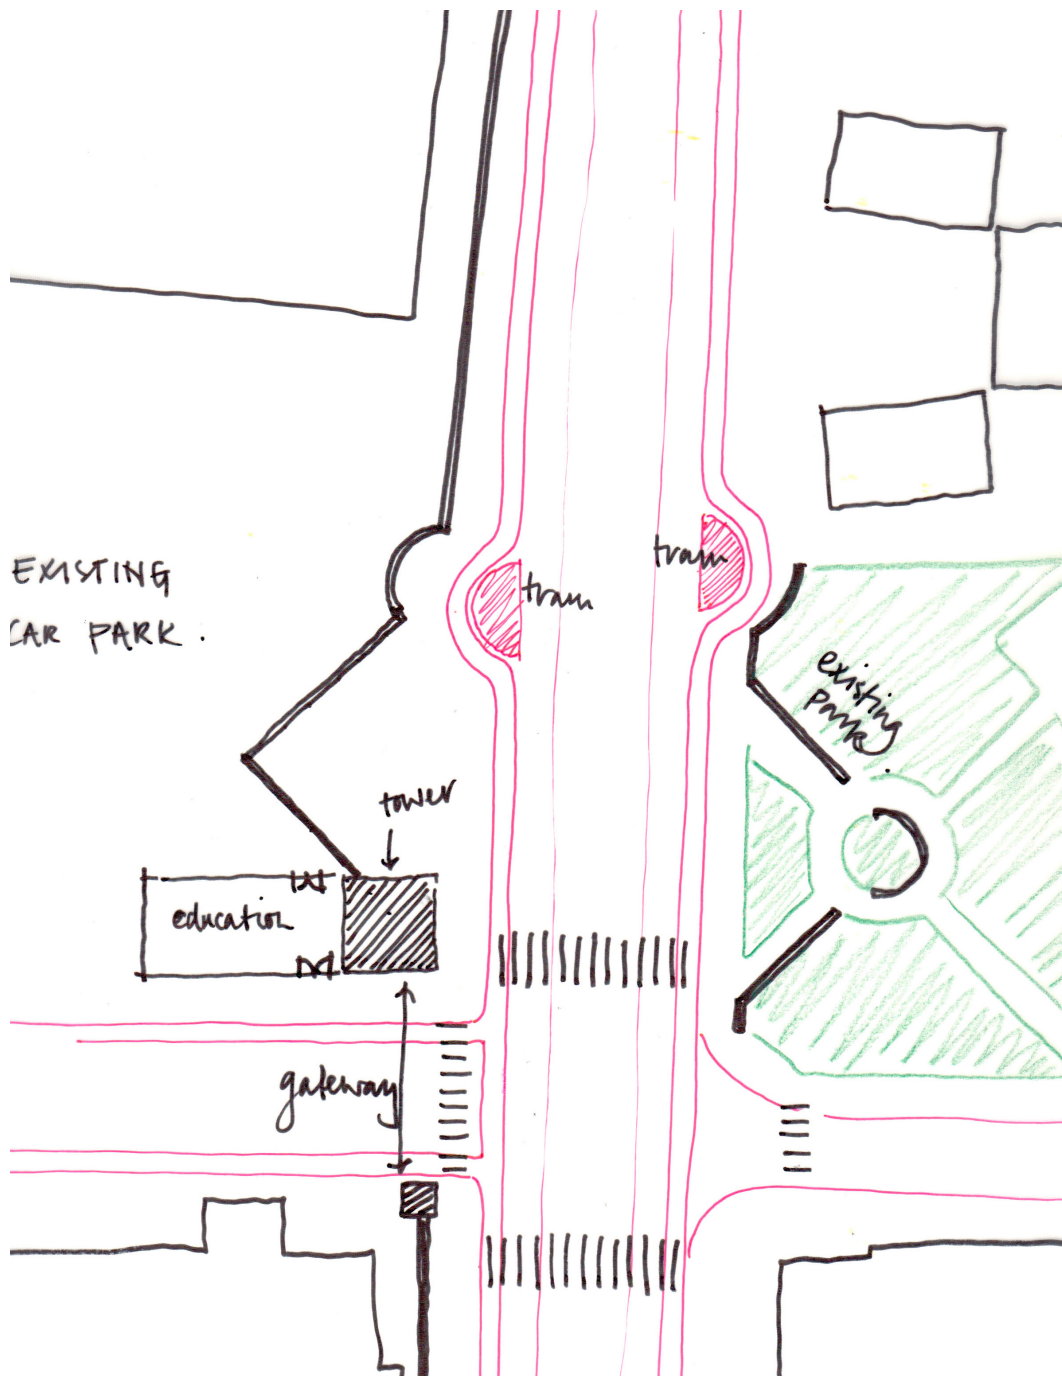 EXISTING
CAR PARK.
tram
tram
existing
park.
tower
education
gateway